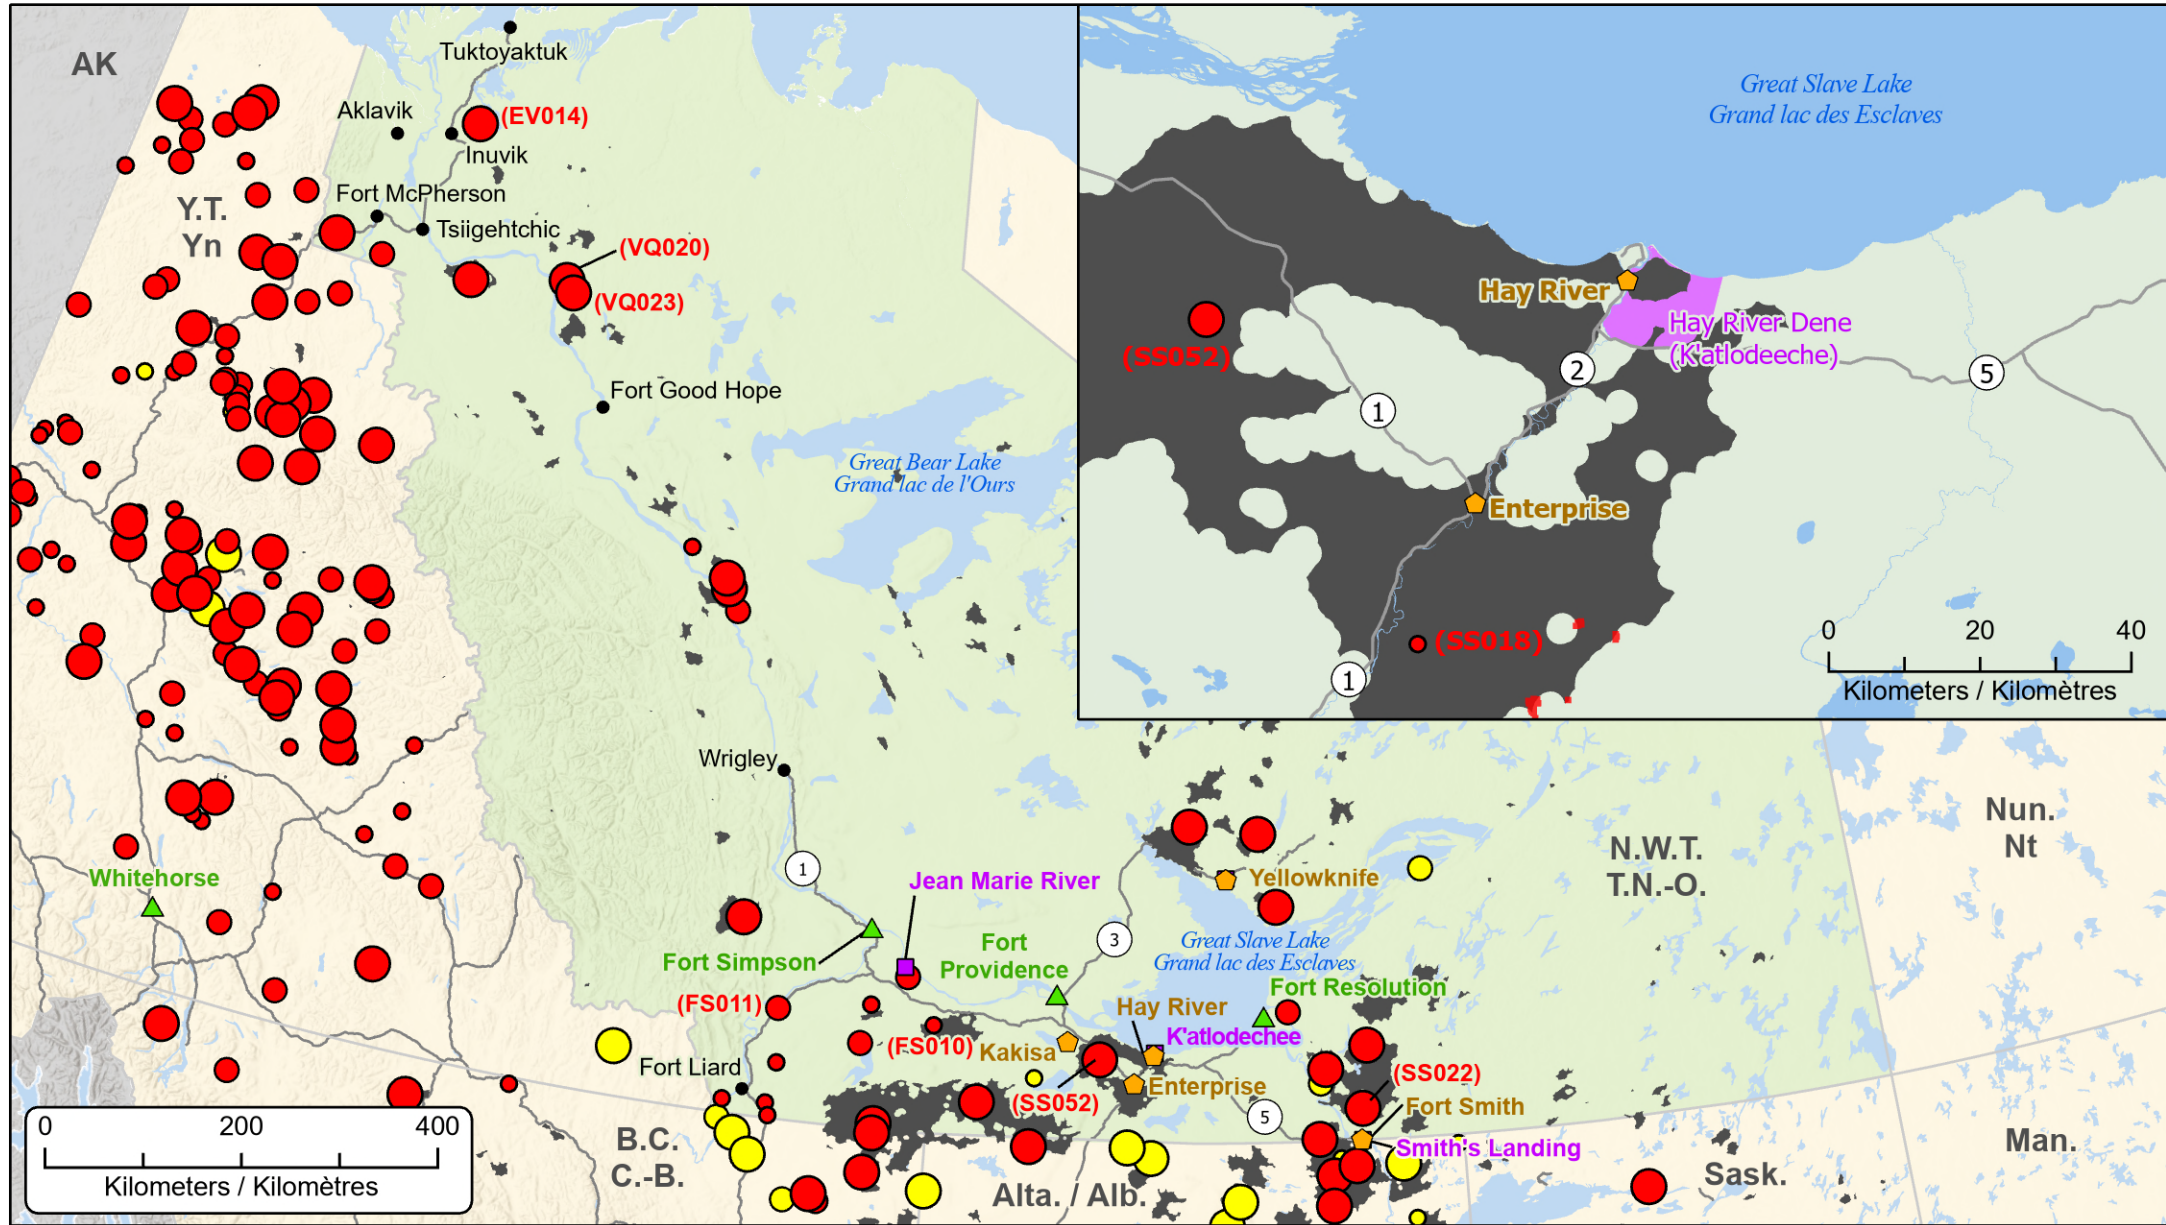 AK
Tuktoyaktuk
Aklavik
(EV014)
Inuvik
Y.T.
Yn
Fort McPherson
Tsiigehtchic
(VQ020)
(VQ023)
Fort Good Hope
Great Bear Lake
Grand lac de l'Ours
Wrigley
1
Whitehorse
Jean Marie River
Fort Simpson
Fort
Providence
3
Yellowknife
Great Slave Lake
Grand lac des Esclaves
N.W.T.
T.N.-O.
Nun.
Nt
(FS011)
(FS010)
Hay River
Fort Resolution
K'atlodechee
Kakisa
Enterprise
(SS052)
(SS022)
Fort Smith
5
Smith's Landing
Fort Liard
B.C.
C.-B.
Alta. / Alb.
Sask.
Man.
0 200 400
Kilometers / Kilomètres
Great Slave Lake
Grand lac des Esclaves
Hay River
Hay River Dene
(K'atlodeeche)
(SS052)
2
5
1
Enterprise
(SS018)
1
0 20 40
Kilometers / Kilomètres